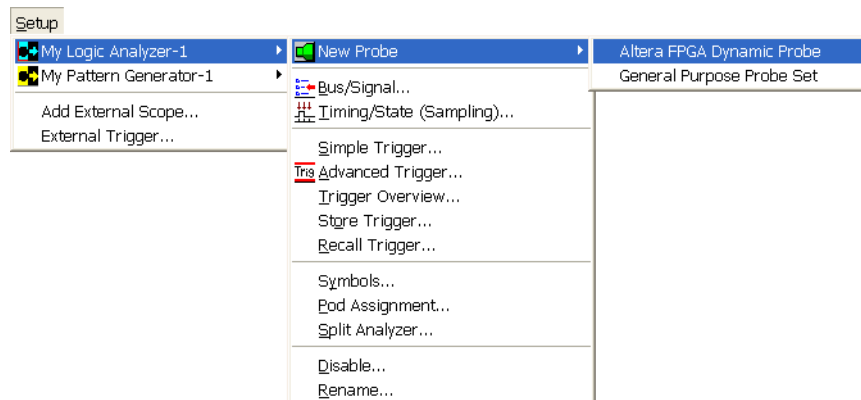 Setup
My Logic Analyzer-1
My Pattern Generator-1
Add External Scope...
External Trigger...
New Probe
Bus/Signal...
Timing/State (Sampling)...
Simple Trigger...
Trig Advanced Trigger...
Trigger Overview...
Store Trigger...
Recall Trigger...
Symbols...
Pod Assignment...
Split Analyzer...
Disable...
Rename...
Altera FPGA Dynamic Probe
General Purpose Probe Set